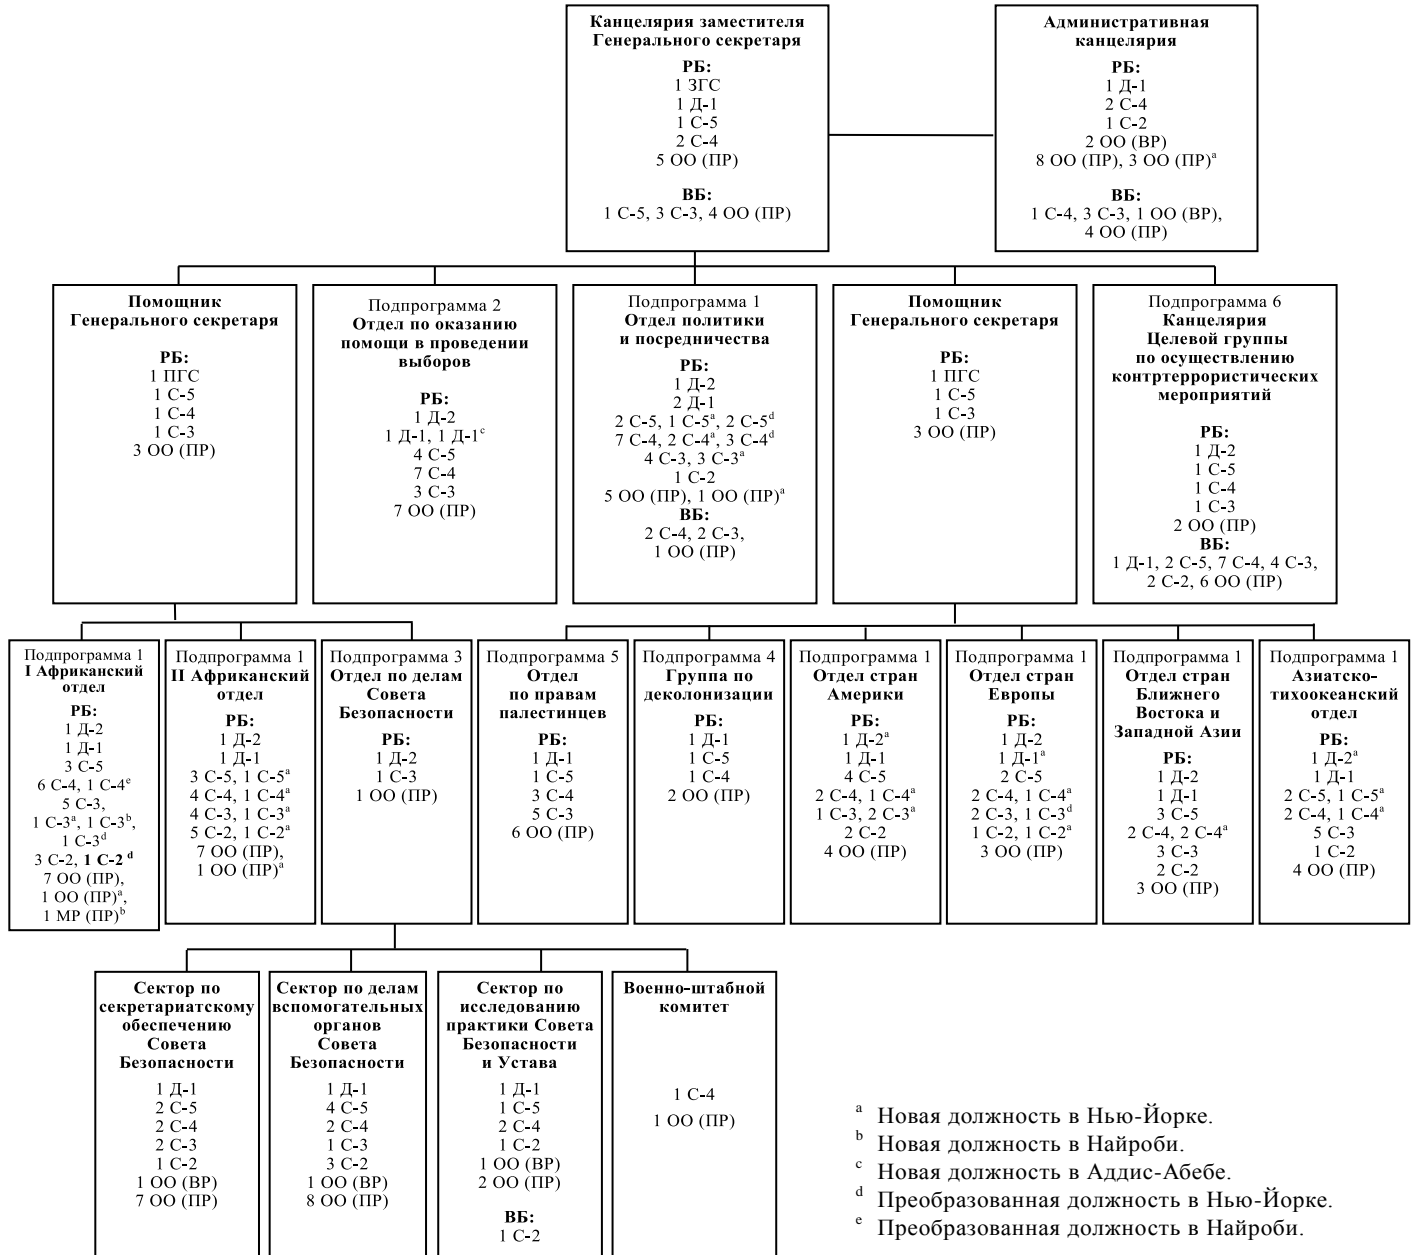 Канцелярия заместителя
Генерального секретаря
РБ:
1 ЗГС
1 Д-1
1 С-5
2 С-4
5 ОО (ПР)
ВБ:
1 С-5, 3 С-3, 4 ОО (ПР)
Административная
канцелярия
РБ:
1 Д-1
2 С-4
1 С-2
2 ОО (ВР)
8 ОО (ПР), 3 ОО (ПР)ᵃ
ВБ:
1 С-4, 3 С-3, 1 ОО (ВР),
4 ОО (ПР)
Помощник
Генерального секретаря
РБ:
1 ПГС
1 С-5
1 С-4
1 С-3
3 ОО (ПР)
Подпрограмма 2
Отдел по оказанию
помощи в проведении
выборов
РБ:
1 Д-2
1 Д-1, 1 Д-1ᶜ
4 С-5
7 С-4
3 С-3
7 ОО (ПР)
Подпрограмма 1
Отдел политики
и посредничества
РБ:
1 Д-2
2 Д-1
2 С-5, 1 С-5ᵃ, 2 С-5ᵈ
7 С-4, 2 С-4ᵃ, 3 С-4ᵈ
4 С-3, 3 С-3ᵃ
1 С-2
5 ОО (ПР), 1 ОО (ПР)ᵃ
ВБ:
2 С-4, 2 С-3,
1 ОО (ПР)
Помощник
Генерального секретаря
РБ:
1 ПГС
1 С-5
1 С-3
3 ОО (ПР)
Подпрограмма 6
Канцелярия
Целевой группы
по осуществлению
контртеррористических
мероприятий
РБ:
1 Д-2
1 С-5
1 С-4
1 С-3
2 ОО (ПР)
ВБ:
1 Д-1, 2 С-5, 7 С-4, 4 С-3,
2 С-2, 6 ОО (ПР)
Подпрограмма 1
I Африканский
отдел
РБ:
1 Д-2
1 Д-1
3 С-5
6 С-4, 1 С-4ᵉ
5 С-3,
1 С-3ᵃ, 1 С-3ᵇ,
1 С-3ᵈ
3 С-2, 1 С-2 ᵈ
7 ОО (ПР),
1 ОО (ПР)ᵃ,
1 МР (ПР)ᵇ
Подпрограмма 1
II Африканский
отдел
РБ:
1 Д-2
1 Д-1
3 С-5, 1 С-5ᵃ
4 С-4, 1 С-4ᵃ
4 С-3, 1 С-3ᵃ
5 С-2, 1 С-2ᵃ
7 ОО (ПР),
1 ОО (ПР)ᵃ
Подпрограмма 3
Отдел по делам
Совета
Безопасности
РБ:
1 Д-2
1 С-3
1 ОО (ПР)
Подпрограмма 5
Отдел
по правам
палестинцев
РБ:
1 Д-1
1 С-5
3 С-4
5 С-3
6 ОО (ПР)
Подпрограмма 4
Группа по
деколонизации
РБ:
1 Д-1
1 С-5
1 С-4
2 ОО (ПР)
Подпрограмма 1
Отдел стран
Америки
РБ:
1 Д-2ᵃ
1 Д-1
4 С-5
2 С-4, 1 С-4ᵃ
1 С-3, 2 С-3ᵃ
2 С-2
4 ОО (ПР)
Подпрограмма 1
Отдел стран
Европы
РБ:
1 Д-2
1 Д-1ᵃ
2 С-5
2 С-4, 1 С-4ᵃ
2 С-3, 1 С-3ᵈ
1 С-2, 1 С-2ᵃ
3 ОО (ПР)
Подпрограмма 1
Отдел стран
Ближнего
Востока и
Западной Азии
РБ:
1 Д-2
1 Д-1
3 С-5
2 С-4, 2 С-4ᵃ
3 С-3
2 С-2
3 ОО (ПР)
Подпрограмма 1
Азиатско-
тихоокеанский
отдел
РБ:
1 Д-2ᵃ
1 Д-1
2 С-5, 1 С-5ᵃ
2 С-4, 1 С-4ᵃ
5 С-3
1 С-2
4 ОО (ПР)
Сектор по
секретариатскому
обеспечению
Совета
Безопасности
1 Д-1
2 С-5
2 С-4
2 С-3
1 С-2
1 ОО (ВР)
7 ОО (ПР)
Сектор по делам
вспомогательных
органов
Совета
Безопасности
1 Д-1
4 С-5
2 С-4
1 С-3
3 С-2
1 ОО (ВР)
8 ОО (ПР)
Сектор по
исследованию
практики Совета
Безопасности
и Устава
1 Д-1
1 С-5
2 С-4
1 С-2
1 ОО (ВР)
2 ОО (ПР)
ВБ:
1 С-2
Военно-штабной
комитет
1 С-4
1 ОО (ПР)
ᵃ Новая должность в Нью-Йорке.
ᵇ Новая должность в Найроби.
ᶜ Новая должность в Аддис-Абебе.
ᵈ Преобразованная должность в Нью-Йорке.
ᵉ Преобразованная должность в Найроби.